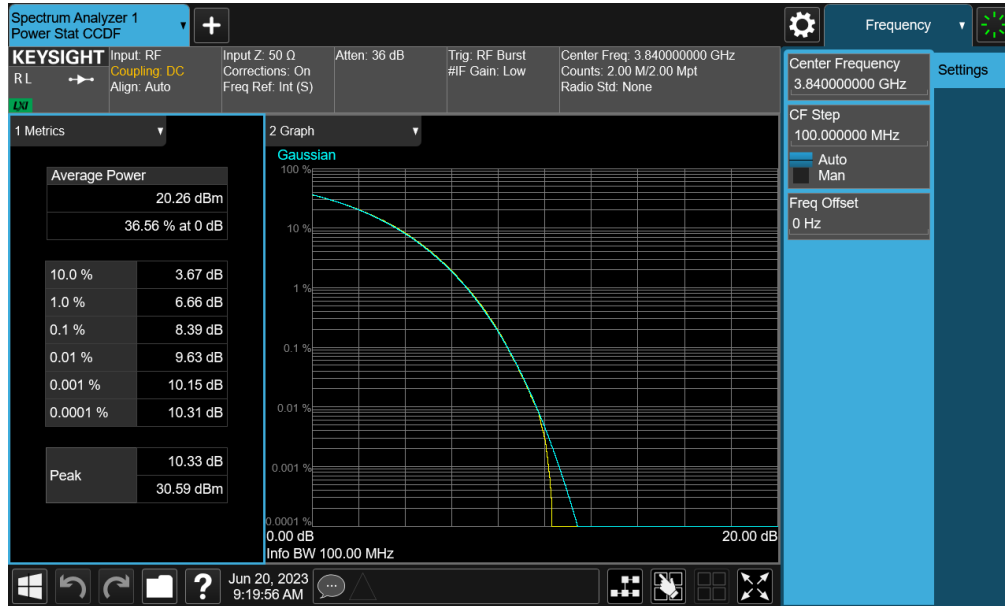 Spectrum Analyzer 1
Power Stat CCDF
Frequency
KEYSIGHT
R L
LXI
Input: RF
Coupling: DC
Align: Auto
Input Z: 50 Ω
Corrections: On
Freq Ref: Int (S)
Atten: 36 dB
Trig: RF Burst
#IF Gain: Low
Center Freq: 3.840000000 GHz
Counts: 2.00 M/2.00 Mpt
Radio Std: None
Center Frequency
3.840000000 GHz
Settings
CF Step
100.000000 MHz
Auto
Man
Freq Offset
0 Hz
1 Metrics
Average Power
20.26 dBm
36.56 % at 0 dB
10.0 % 3.67 dB
1.0 % 6.66 dB
0.1 % 8.39 dB
0.01 % 9.63 dB
0.001 % 10.15 dB
0.0001 % 10.31 dB
Peak
10.33 dB
30.59 dBm
2 Graph
Gaussian
100 %
10 %
1 %
0.1 %
0.01 %
0.001 %
0.0001 %
0.00 dB 20.00 dB
Info BW 100.00 MHz
?
Jun 20, 2023
9:19:56 AM